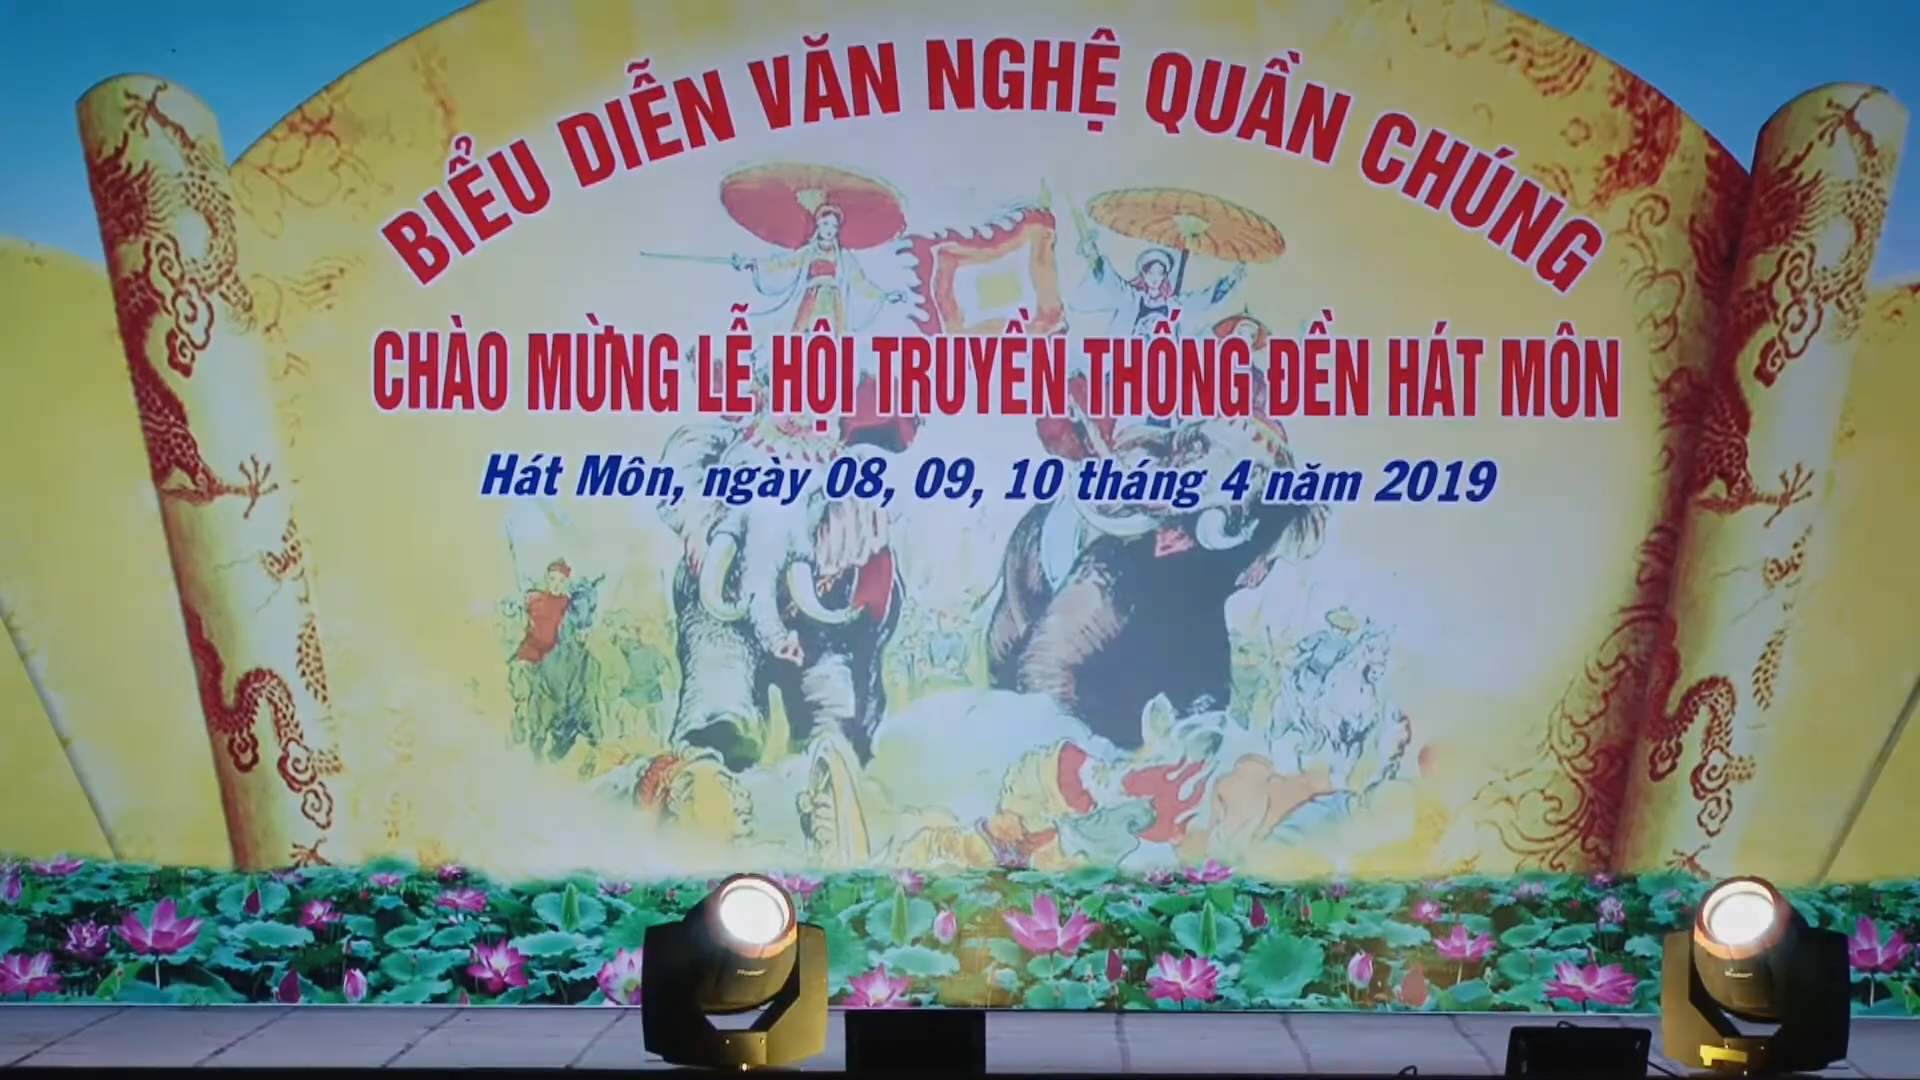 BIỂU DIỄN VĂN NGHỆ QUẦN CHÚNG
CHÀO MỪNG LỄ HỘI TRUYỀN THỐNG ĐỀN HÁT MÔN
Hát Môn, ngày 08, 09, 10 tháng 4 năm 2019